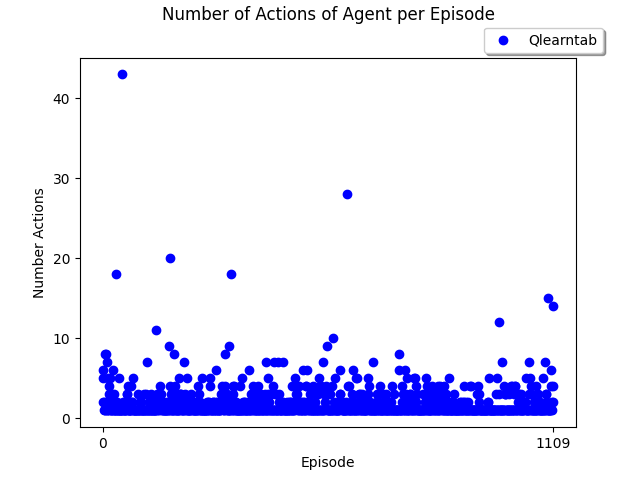 Number of Actions of Agent per Episode
Qlearntab
40
30
20
10
0
Number Actions
0
1109
Episode